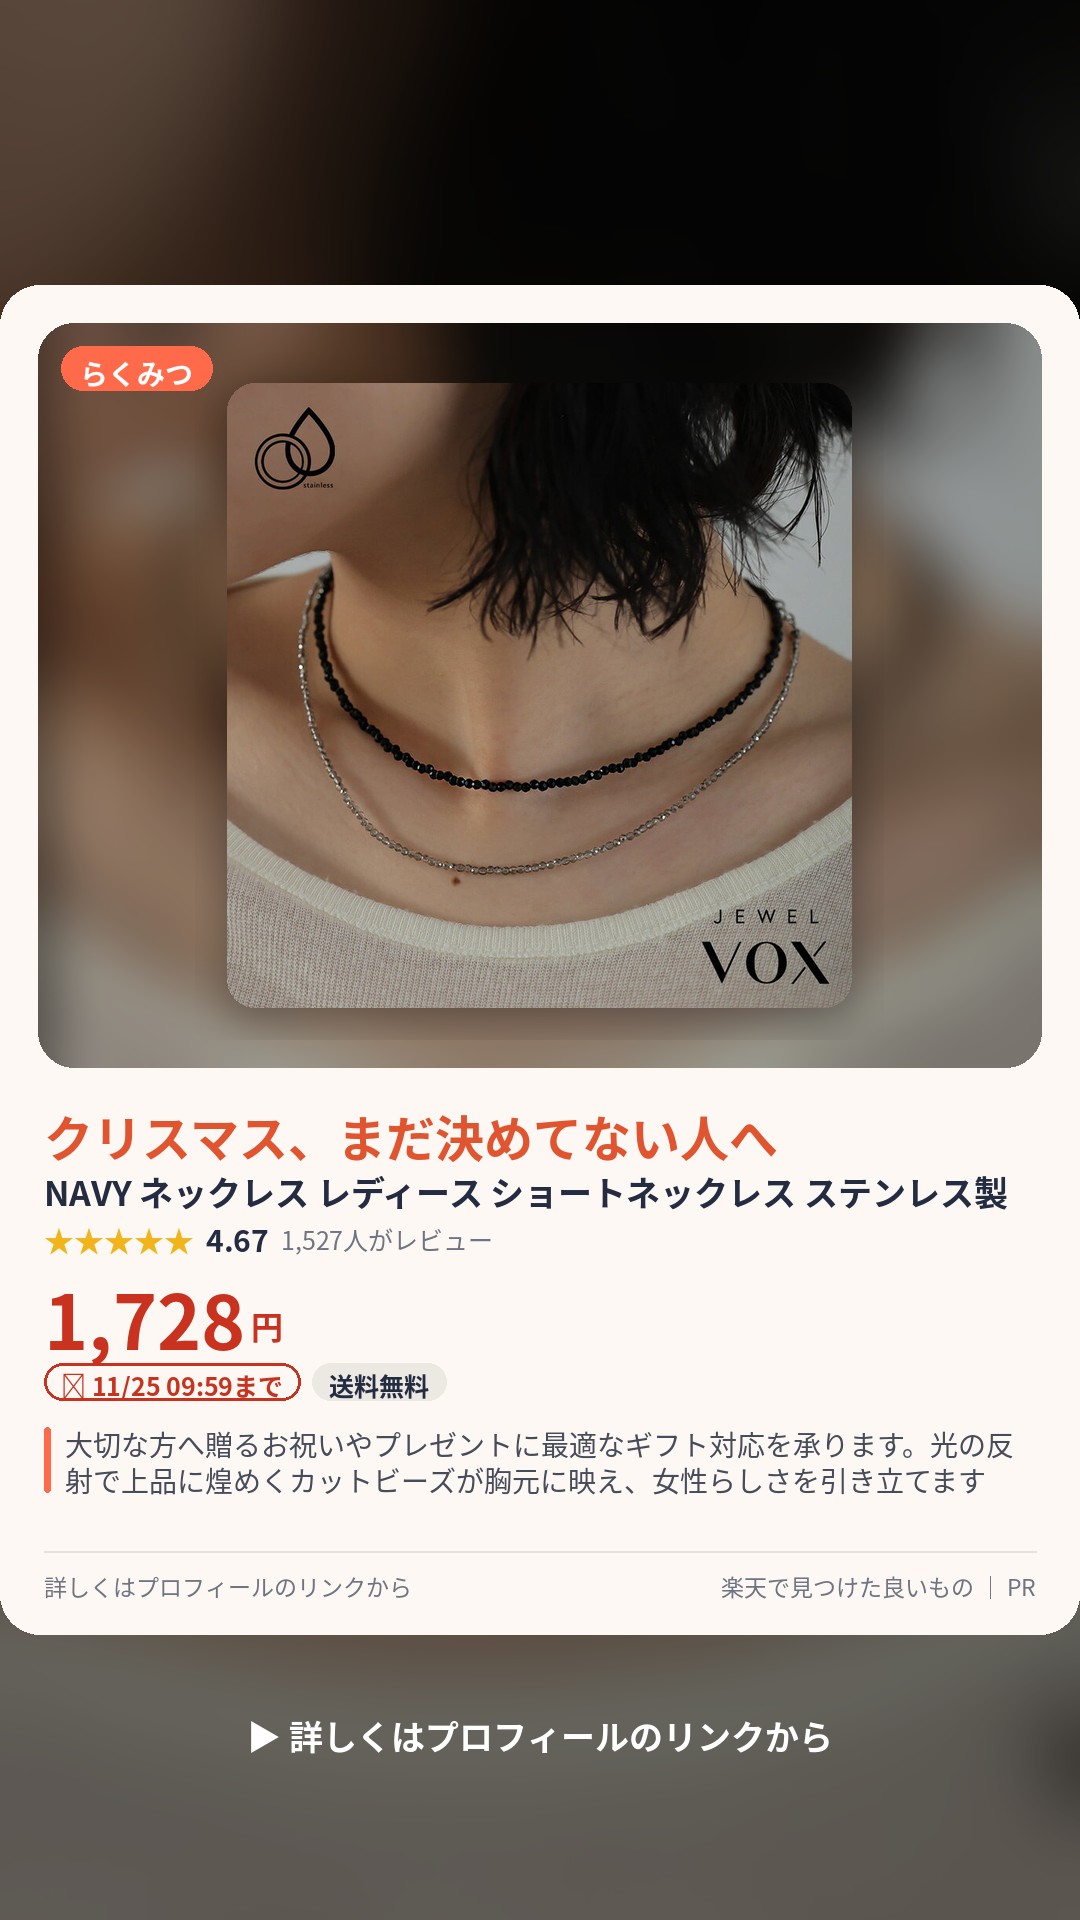 らくみつ
stainless
JEWEL
VOX
クリスマス、まだ決めてない人へ
NAVY ネックレス レディース ショートネックレス ステンレス製
★★★★★ 4.67 1,527人がレビュー
1,728円
11/25 09:59まで 送料無料
大切な方へ贈るお祝いやプレゼントに最適なギフト対応を承ります。光の反
射で上品に煌めくカットビーズが胸元に映え、女性らしさを引き立てます
詳しくはプロフィールのリンクから 楽天で見つけた良いもの | PR
▶ 詳しくはプロフィールのリンクから